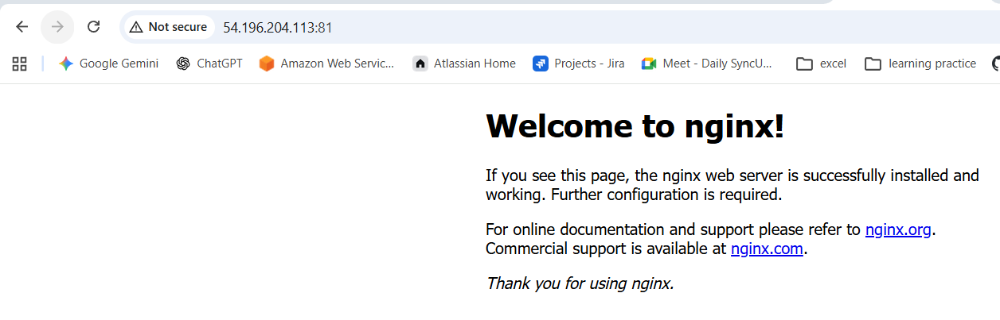 Not secure 54.196.204.113:81
Google Gemini ChatGPT Amazon Web Servic... Atlassian Home Projects - Jira Meet - Daily SyncU... excel learning practice
Welcome to nginx!
If you see this page, the nginx web server is successfully installed and
working. Further configuration is required.
For online documentation and support please refer to nginx.org.
Commercial support is available at nginx.com.
Thank you for using nginx.